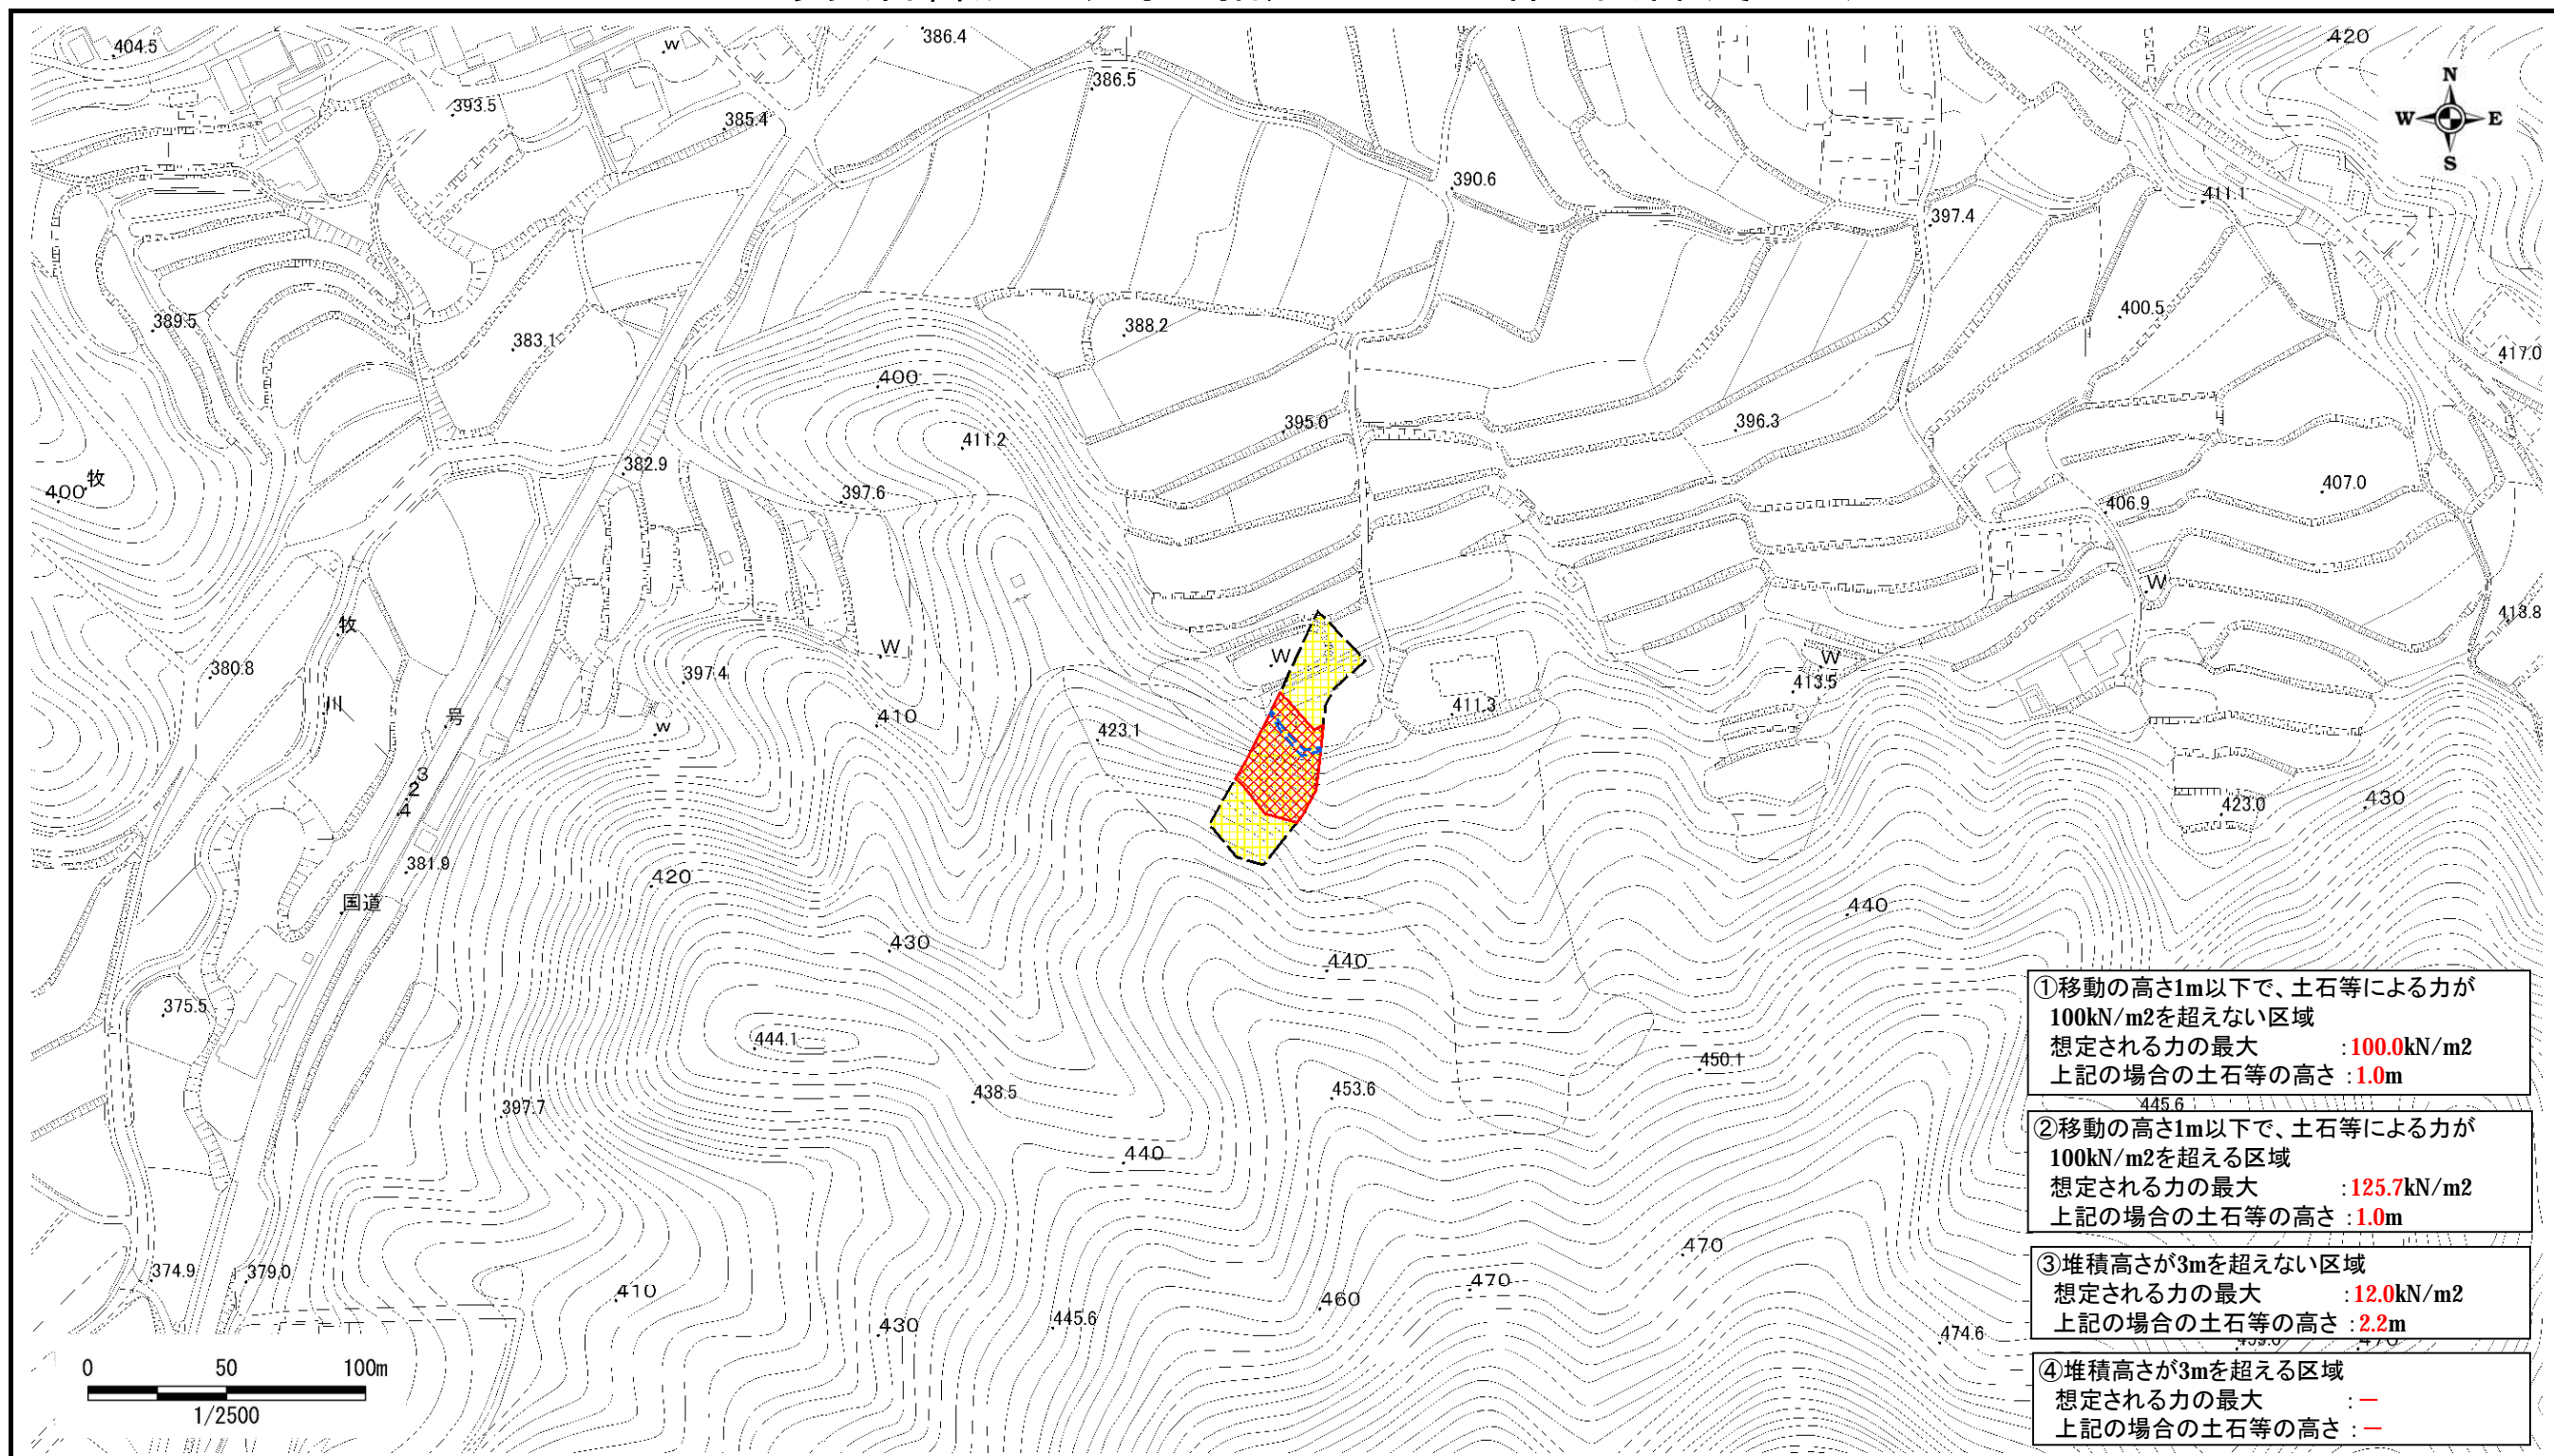 404.5
w
386.4
420
386.5
393.5
385.4
N
W E
S
390.6
411.1
397.4
389.5
383.1
388.2
400.5
417.0
400
395.0
396.3
411.2
382.9
牧
400
397.6
407.0
406.9
W
413.8
牧
W
W
W
380.8
397.4
413.5
川
号
w
410
411.3
423.1
3
2
4
423.0
430
381.9
420
国道
440
430
440
375.5
444.1
450.1
438.5
453.6
397.7
445.6
440
470
374.9
379.0
470
410
460
445.6
430
474.6
①移動の高さ1m以下で、土石等による力が
100kN/m2を超えない区域
想定される力の最大 :100.0kN/m2
上記の場合の土石等の高さ :1.0m
②移動の高さ1m以下で、土石等による力が
100kN/m2を超える区域
想定される力の最大 :125.7kN/m2
上記の場合の土石等の高さ :1.0m
③堆積高さが3mを超えない区域
想定される力の最大 :12.0kN/m2
上記の場合の土石等の高さ :2.2m
④堆積高さが3mを超える区域
想定される力の最大 :－
上記の場合の土石等の高さ :－
0 50 100m
1/2500